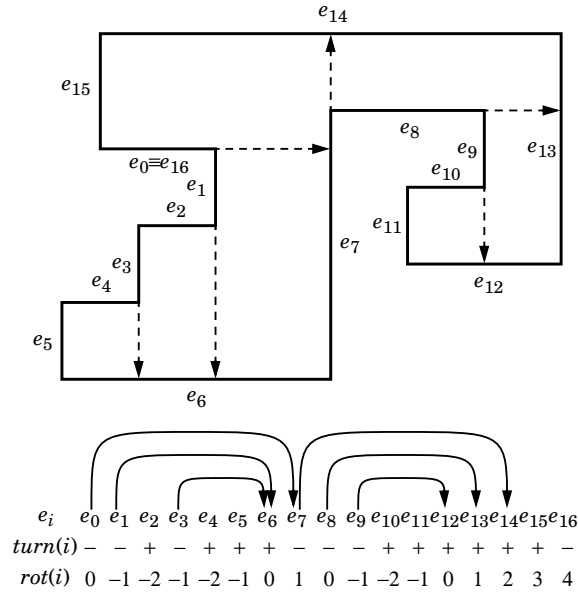 e14
e15
e8
e0≡e16
e9
e13
e1
e10
e2
e11
e7
e3
e4
e12
e5
e6
ei e0 e1 e2 e3 e4 e5 e6 e7 e8 e9 e10 e11 e12 e13 e14 e15 e16
turn(i) − − + − + + + − − − + + + + + + −
rot(i) 0 −1 −2 −1 −2 −1 0 1 0 −1 −2 −1 0 1 2 3 4